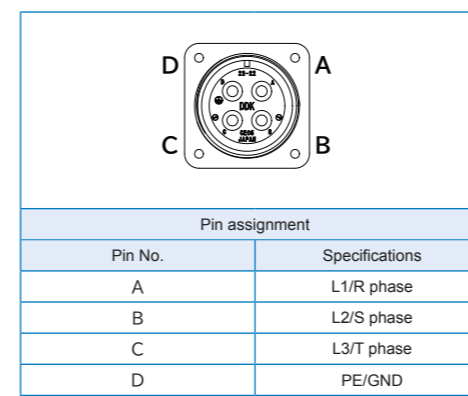 D A
22-22
D A
DDK
C B
CE05
JAPAN
C B
Pin assignment
Pin No. Specifications
A L1/R phase
B L2/S phase
C L3/T phase
D PE/GND